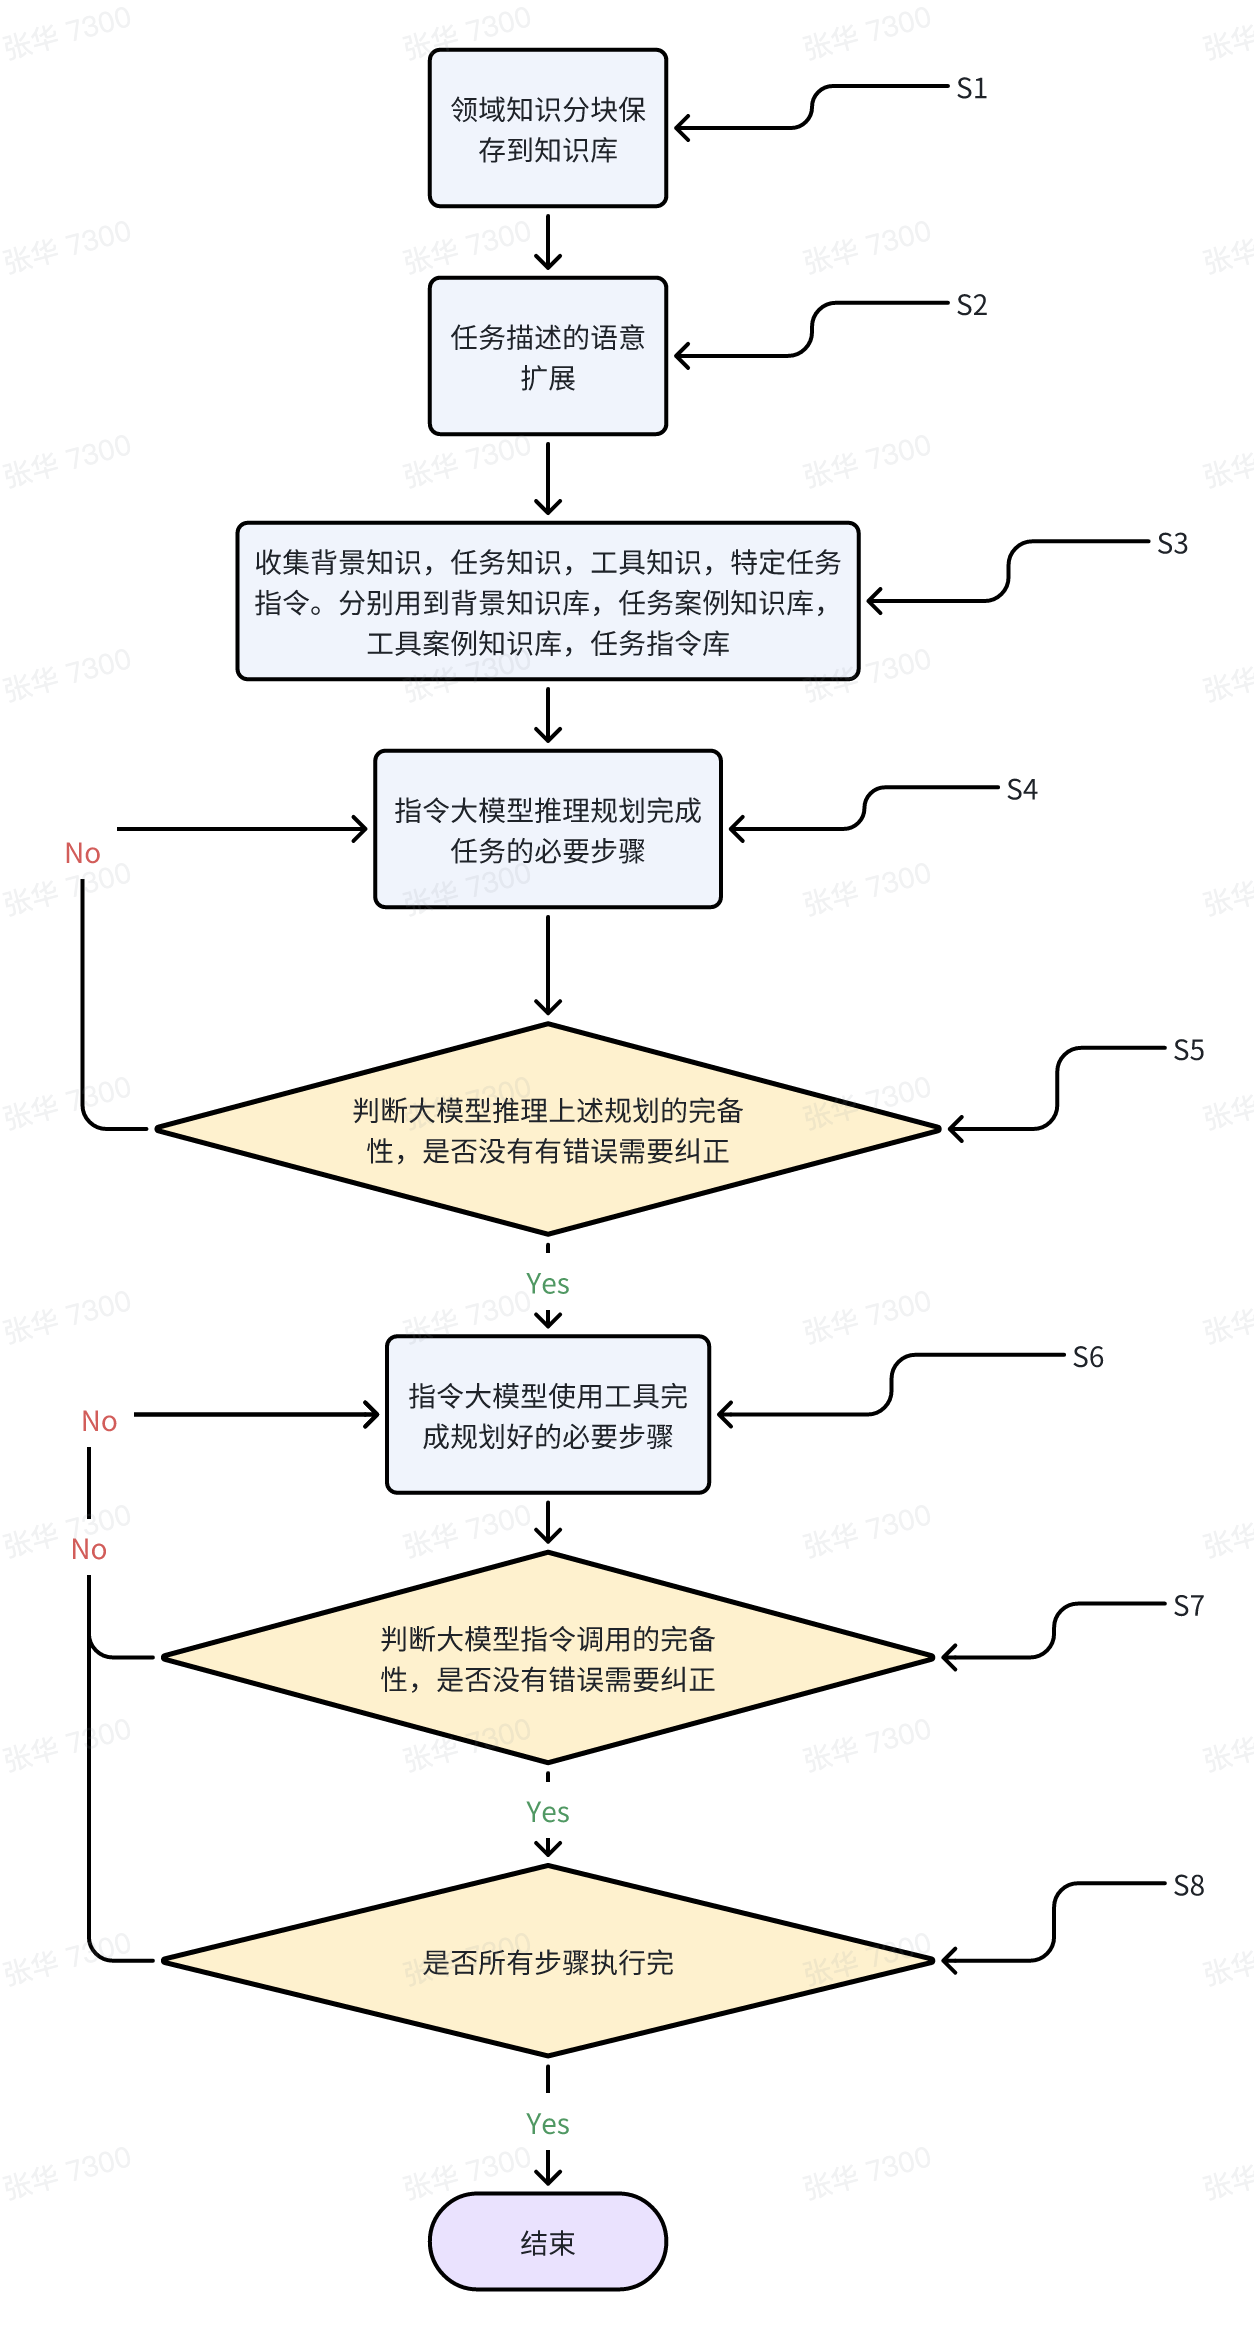 张华 7300
领域知识分块保
存到知识库
S1
任务描述的语意
扩展
S2
收集背景知识，任务知识，工具知识，特定任务
指令。分别用到背景知识库，任务案例知识库，
工具案例知识库，任务指令库
S3
指令大模型推理规划完成
任务的必要步骤
S4
No
判断大模型推理上述规划的完备
性，是否没有有错误需要纠正
S5
Yes
指令大模型使用工具完
成规划好的必要步骤
S6
No
No
判断大模型指令调用的完备
性，是否没有错误需要纠正
S7
Yes
是否所有步骤执行完
S8
Yes
结束